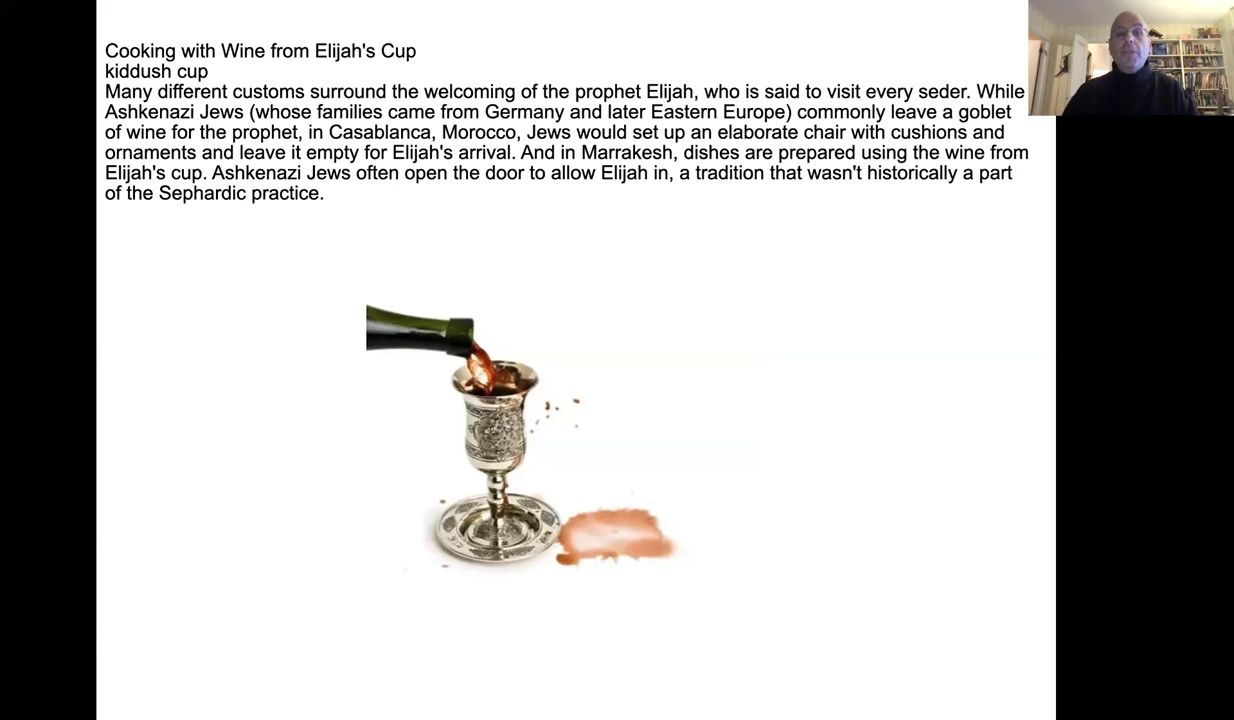 Cooking with Wine from Elijah's Cup
kiddush cup
Many different customs surround the welcoming of the prophet Elijah, who is said to visit every seder. While
Ashkenazi Jews (whose families came from Germany and later Eastern Europe) commonly leave a goblet
of wine for the prophet, in Casablanca, Morocco, Jews would set up an elaborate chair with cushions and
ornaments and leave it empty for Elijah's arrival. And in Marrakesh, dishes are prepared using the wine from
Elijah's cup. Ashkenazi Jews often open the door to allow Elijah in, a tradition that wasn't historically a part
of the Sephardic practice.